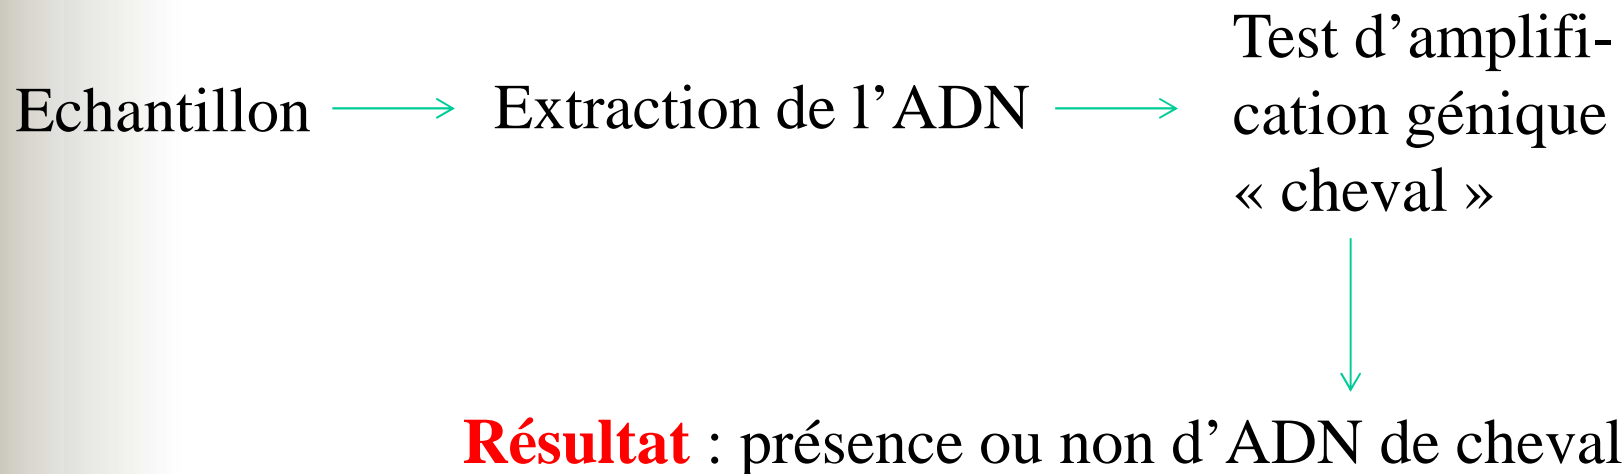 Echantillon
Extraction de l’ADN
Test d’amplifi-
cation génique
« cheval »
Résultat : présence ou non d’ADN de cheval